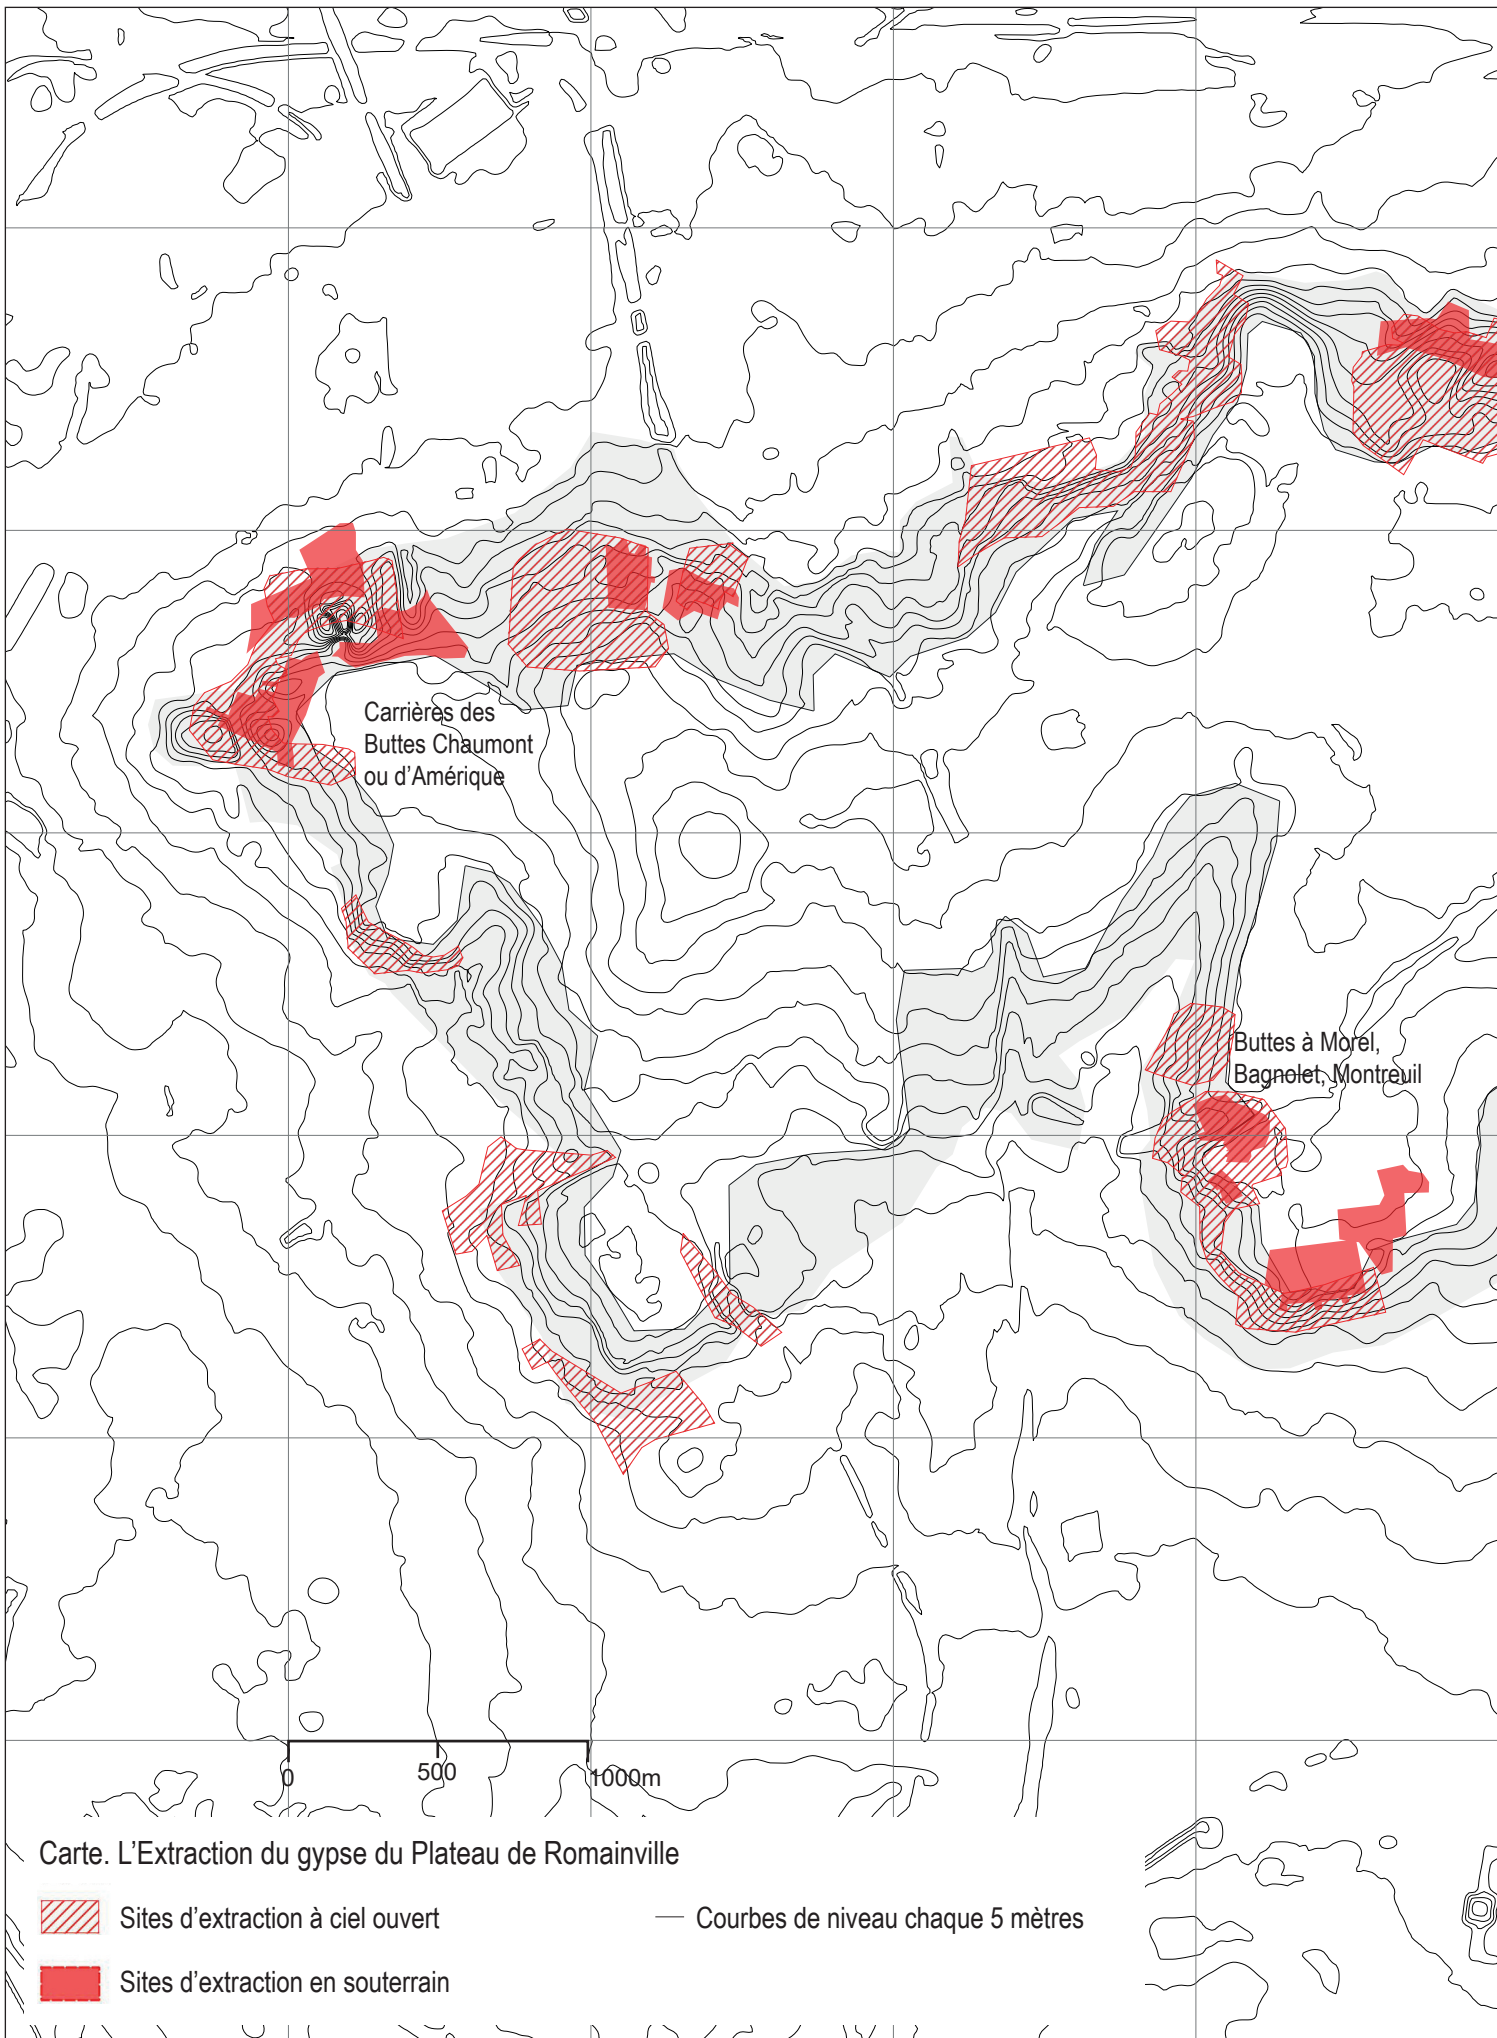 Carrières des
Buttes Chaumont
ou d'Amérique
Buttes à Morel,
Bagnolet, Montreuil
0
500
1000m
Carte. L'Extraction du gypse du Plateau de Romainville
Sites d'extraction à ciel ouvert
Courbes de niveau chaque 5 mètres
Sites d'extraction en souterrain